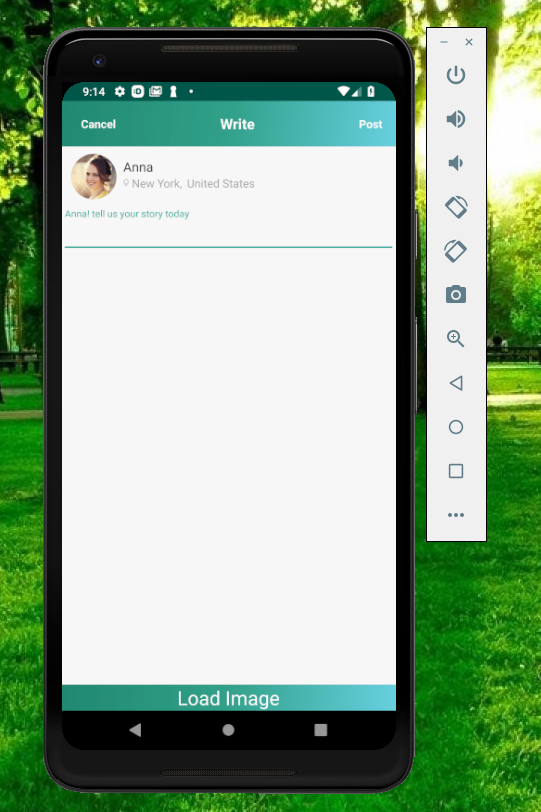 9:14
Cancel Write Post
Anna
New York, United States
Anna! tell us your story today
Load Image